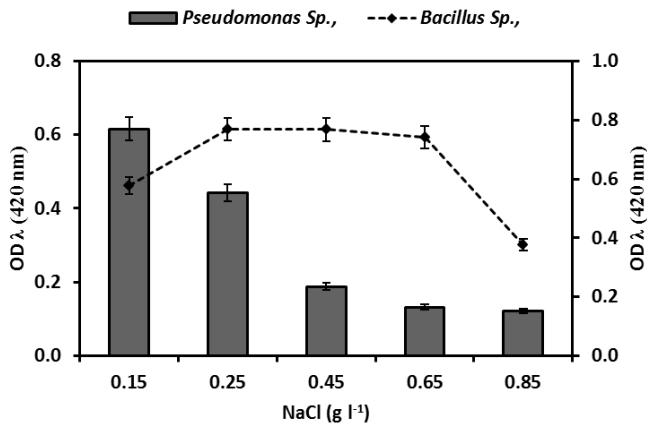 Pseudomonas Sp., Bacillus Sp.,
0.8 1.0
0.6 0.8
0.4 0.6
0.2 0.4
0.0 0.2
0.0
OD λ (420 nm)
OD λ (420 nm)
0.15 0.25 0.45 0.65 0.85
NaCl (g l-1)